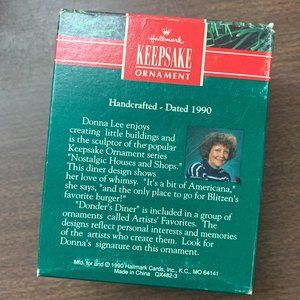 Hallmark
KEEPSAKE
ORNAMENT
Handcrafted - Dated 1990
Donna Lee enjoys
creating little buildings and
is the sculptor of the popular
Keepsake Ornament series
"Nostalgic Houses and Shops."
This diner design shows
her love of whimsy. "It's a bit of Americana,"
she says, "and the only place to go for Blitzen's
favorite burger!"
"Donder's Diner" is included in a group of
ornaments called Artists' Favorites. The
designs reflect personal interests and memories
of the artists who create them. Look for
Donna's signature on this ornament.
Mfd. for and © 1990 Hallmark Cards, Inc., K.C., MO 64141
Made in China QX482-3